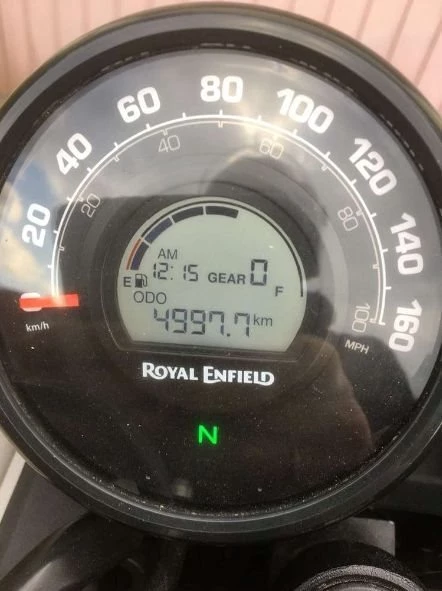 20
40
60
80
100
120
140
160
20
40
60
80
100
km/h
MPH
AM
12:15 GEAR 0
E F
ODO
4997.7 km
ROYAL ENFIELD
N